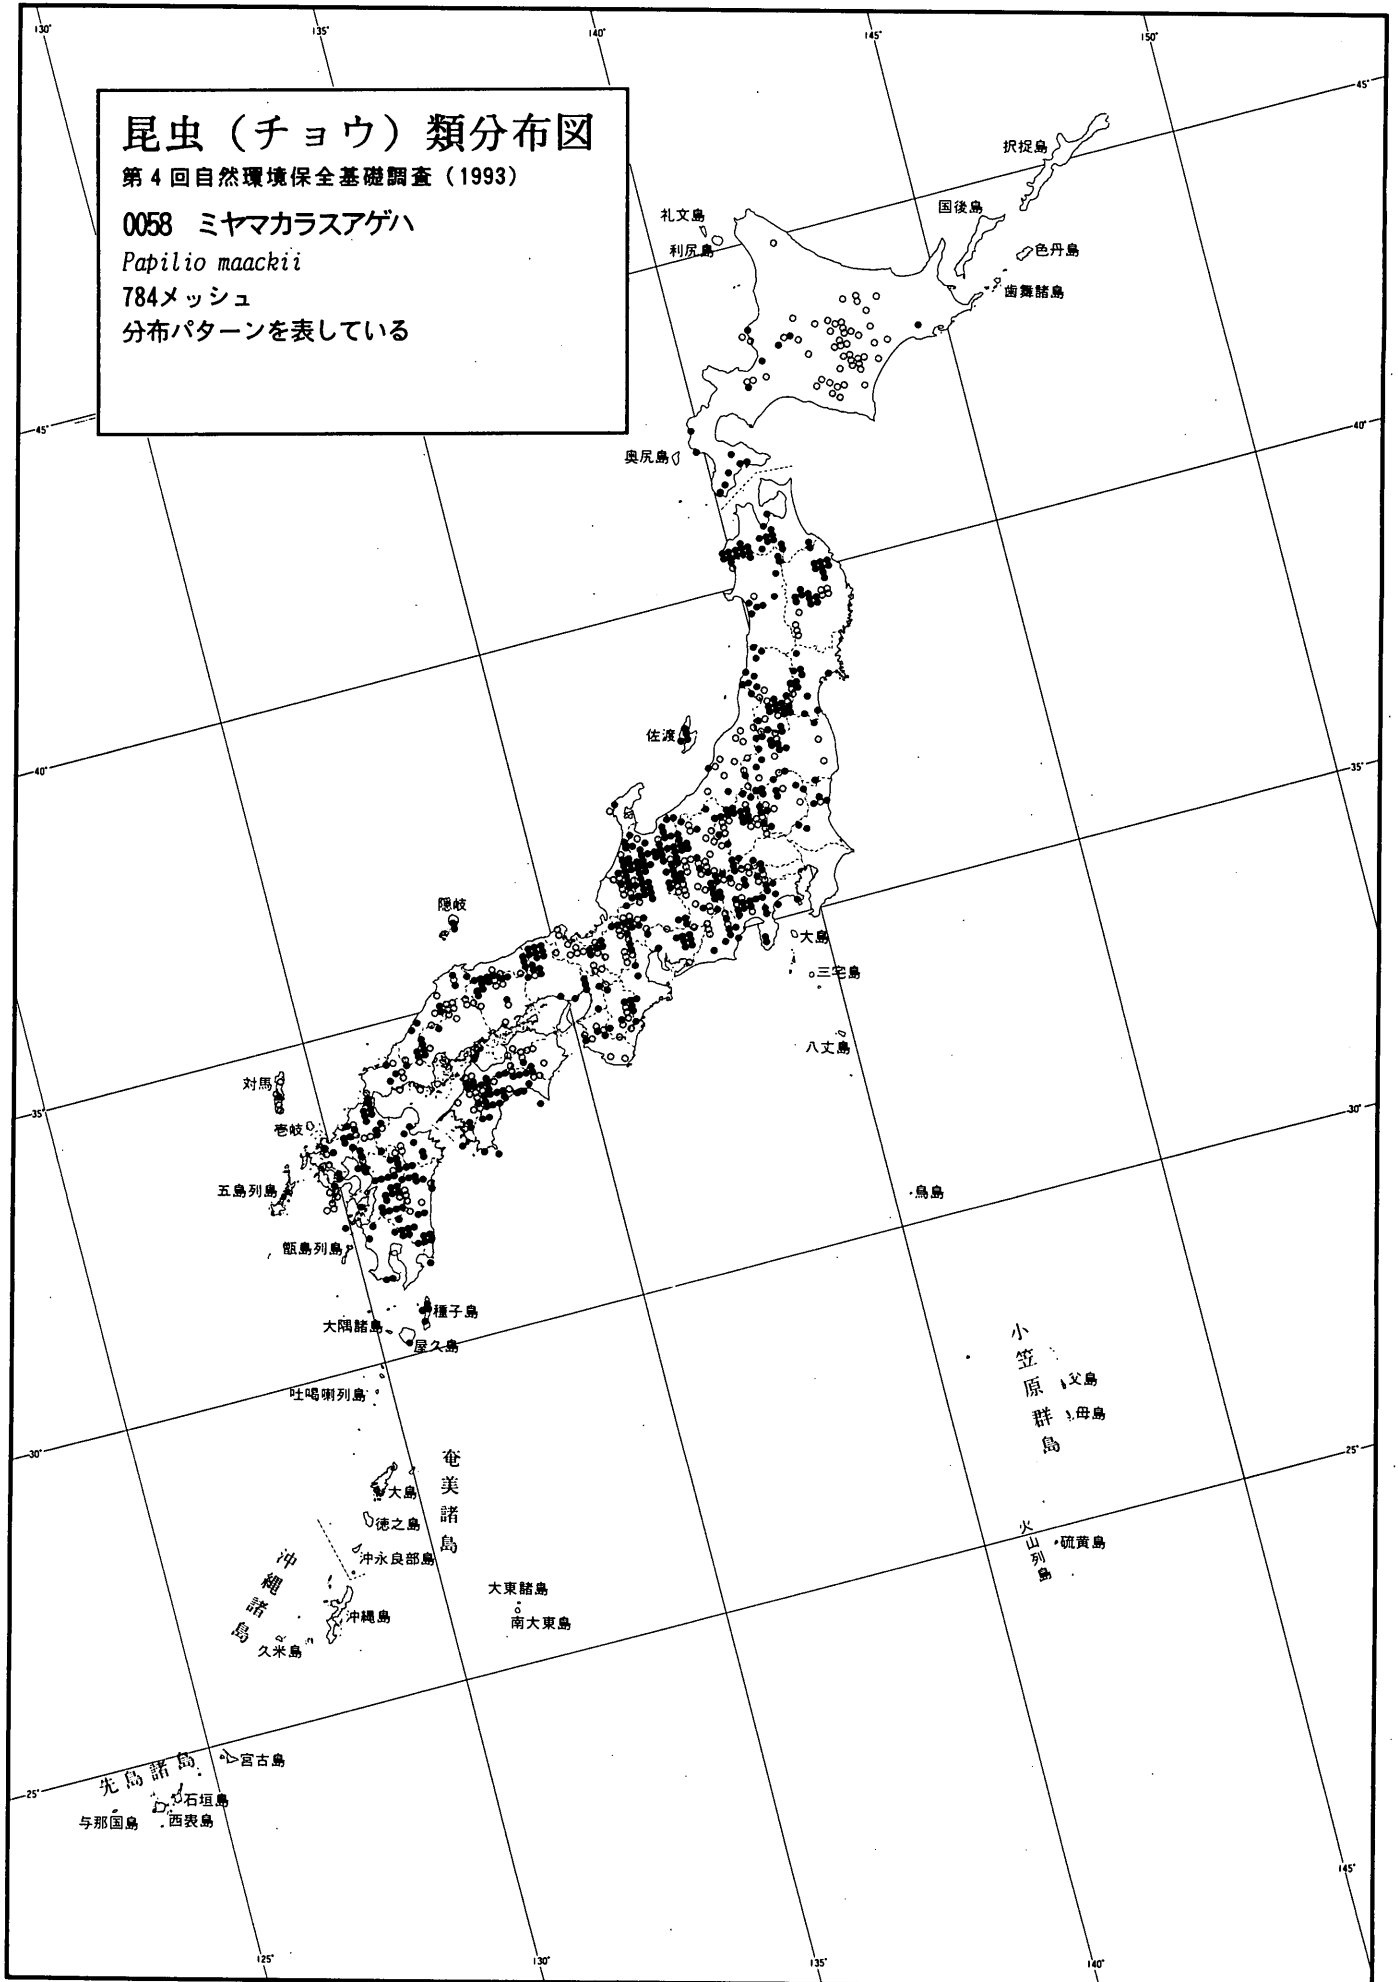 130°
135°
140°
145°
150°
昆虫（チョウ）類分布図
第4回自然環境保全基礎調査（1993）
0058 ミヤマカラスアゲハ
Papilio maackii
784メッシュ
分布パターンを表している
45°
択捉島
礼文島
国後島
利尻島
色丹島
歯舞諸島
45°
40°
奥尻島
佐渡
40°
35°
隠岐
大島
三宅島
八丈島
対馬
35°
壱岐
30°
五島列島
鳥島
甑島列島
種子島
大隅諸島
屋久島
吐噶喇列島
小笠原群島
父島
母島
30°
25°
奄美諸島
大島
徳之島
沖永良部島
火山列島
硫黄島
沖縄諸島
沖縄島
久米島
大東諸島
南大東島
先島諸島
宮古島
25°
石垣島
与那国島
西表島
145°
125°
130°
135°
140°